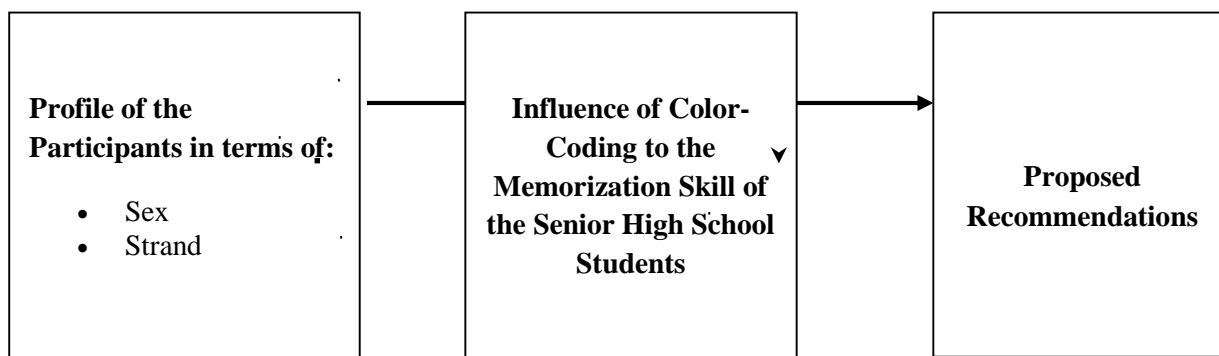 Profile of the
Participants in terms of:
• Sex
• Strand
Influence of Color-
Coding to the
Memorization Skill of
the Senior High School
Students
Proposed
Recommendations